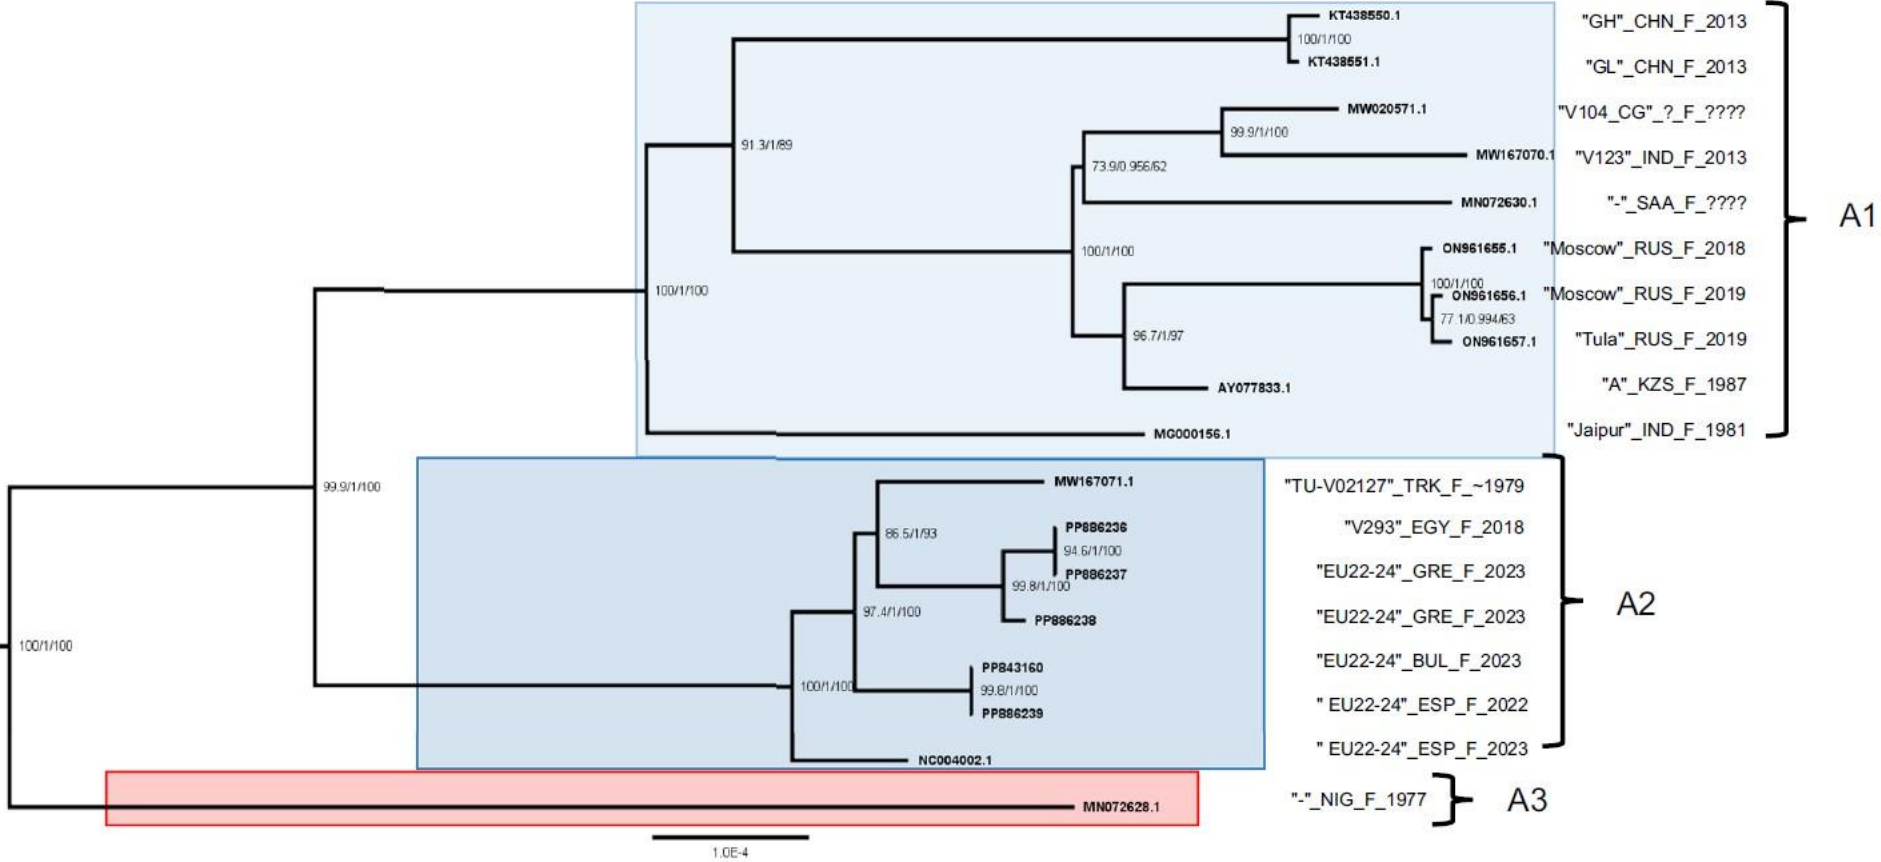 KT438550.1 "GH"_CHN_F_2013
100/1/100
KT438551.1 "GL"_CHN_F_2013
MW020571.1 "V104_CG"_?_F_????
99.9/1/100
91.3/1/89
MW167070.1 "V123"_IND_F_2013
73.9/0.956/62
MN072630.1 "-"_SAA_F_????
A1
ON961655.1 "Moscow"_RUS_F_2018
100/1/100
100/1/100
100/1/100
ON961656.1 "Moscow"_RUS_F_2019
77.1/0.994/63
96.7/1/97
ON961657.1 "Tula"_RUS_F_2019
AY077833.1 "A"_KZS_F_1987
MG000156.1 "Jaipur"_IND_F_1981
99.9/1/100
MW167071.1 "TU-V02127"_TRK_F_~1979
PP886236 "V293"_EGY_F_2018
86.5/1/93
94.6/1/100
PP886237 "EU22-24"_GRE_F_2023
99.8/1/100
97.4/1/100
PP886238 "EU22-24"_GRE_F_2023
A2
100/1/100
PP843160 "EU22-24"_BUL_F_2023
99.8/1/100
100/1/100
PP886239 " EU22-24"_ESP_F_2022
NC004002.1 " EU22-24"_ESP_F_2023
MN072628.1 "-"_NIG_F_1977 A3
1.0E-4